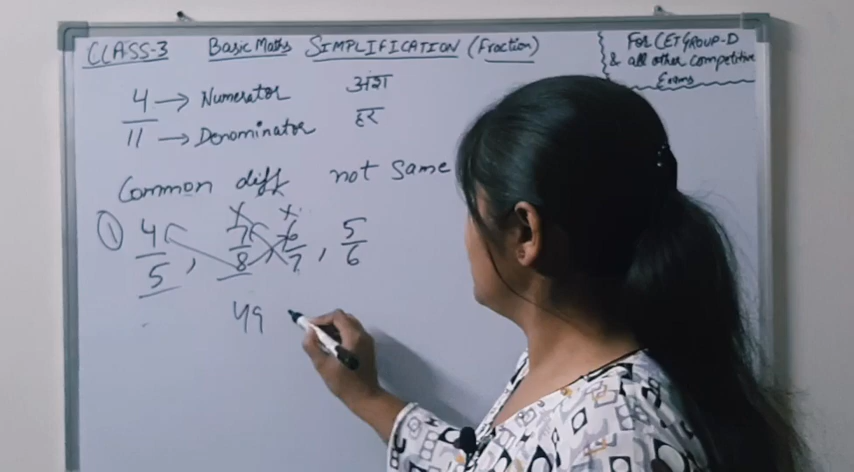 CLASS-3 Basic Maths SIMPLIFICATION (Fraction)
For CET GROUP-D
& all other competitive
Exams
4/11
→ Numerator अंश
→ Denominator हर
Common diff not same
① 4/5, 7/8, 6/7, 5/6
49